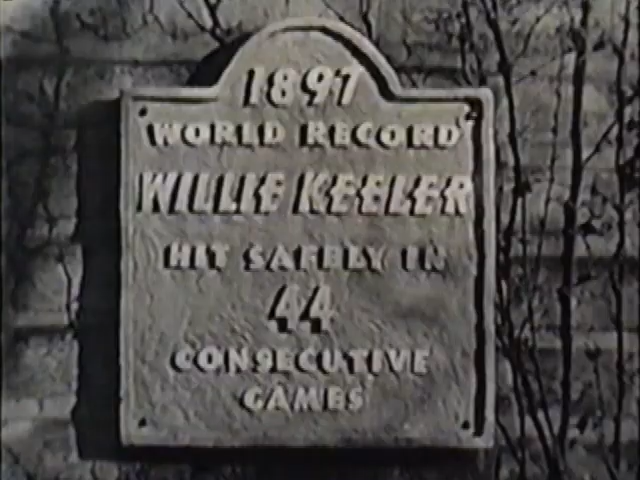 1897
WORLD RECORD
WILLIE KEELER
HIT SAFELY IN
44
CONSECUTIVE
GAMES